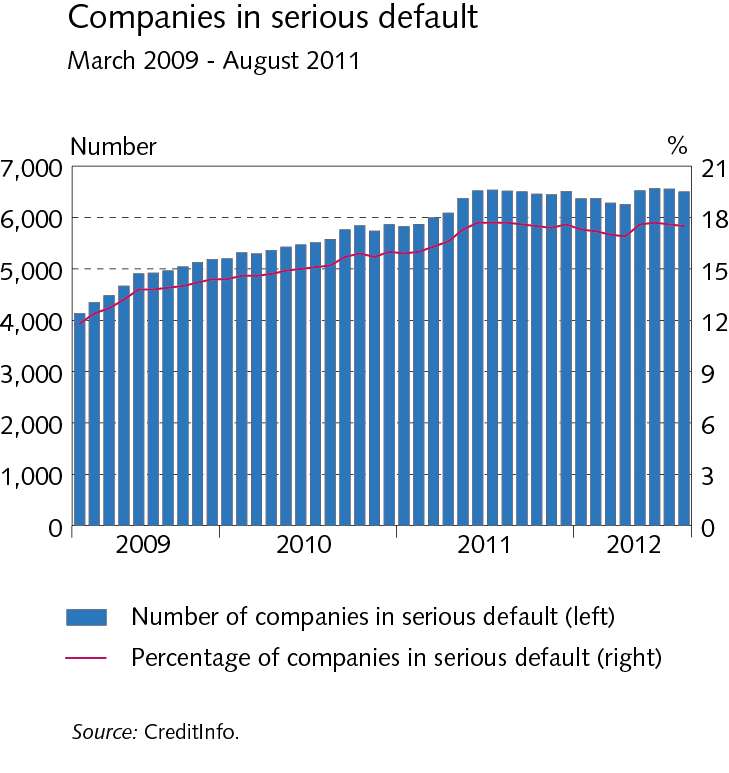 Companies in serious default
March 2009 - August 2011
Number %
7,000 21
6,000 18
5,000 15
4,000 12
3,000 9
2,000 6
1,000 3
0 0
2009 2010 2011 2012
Number of companies in serious default (left)
Percentage of companies in serious default (right)
Source: CreditInfo.